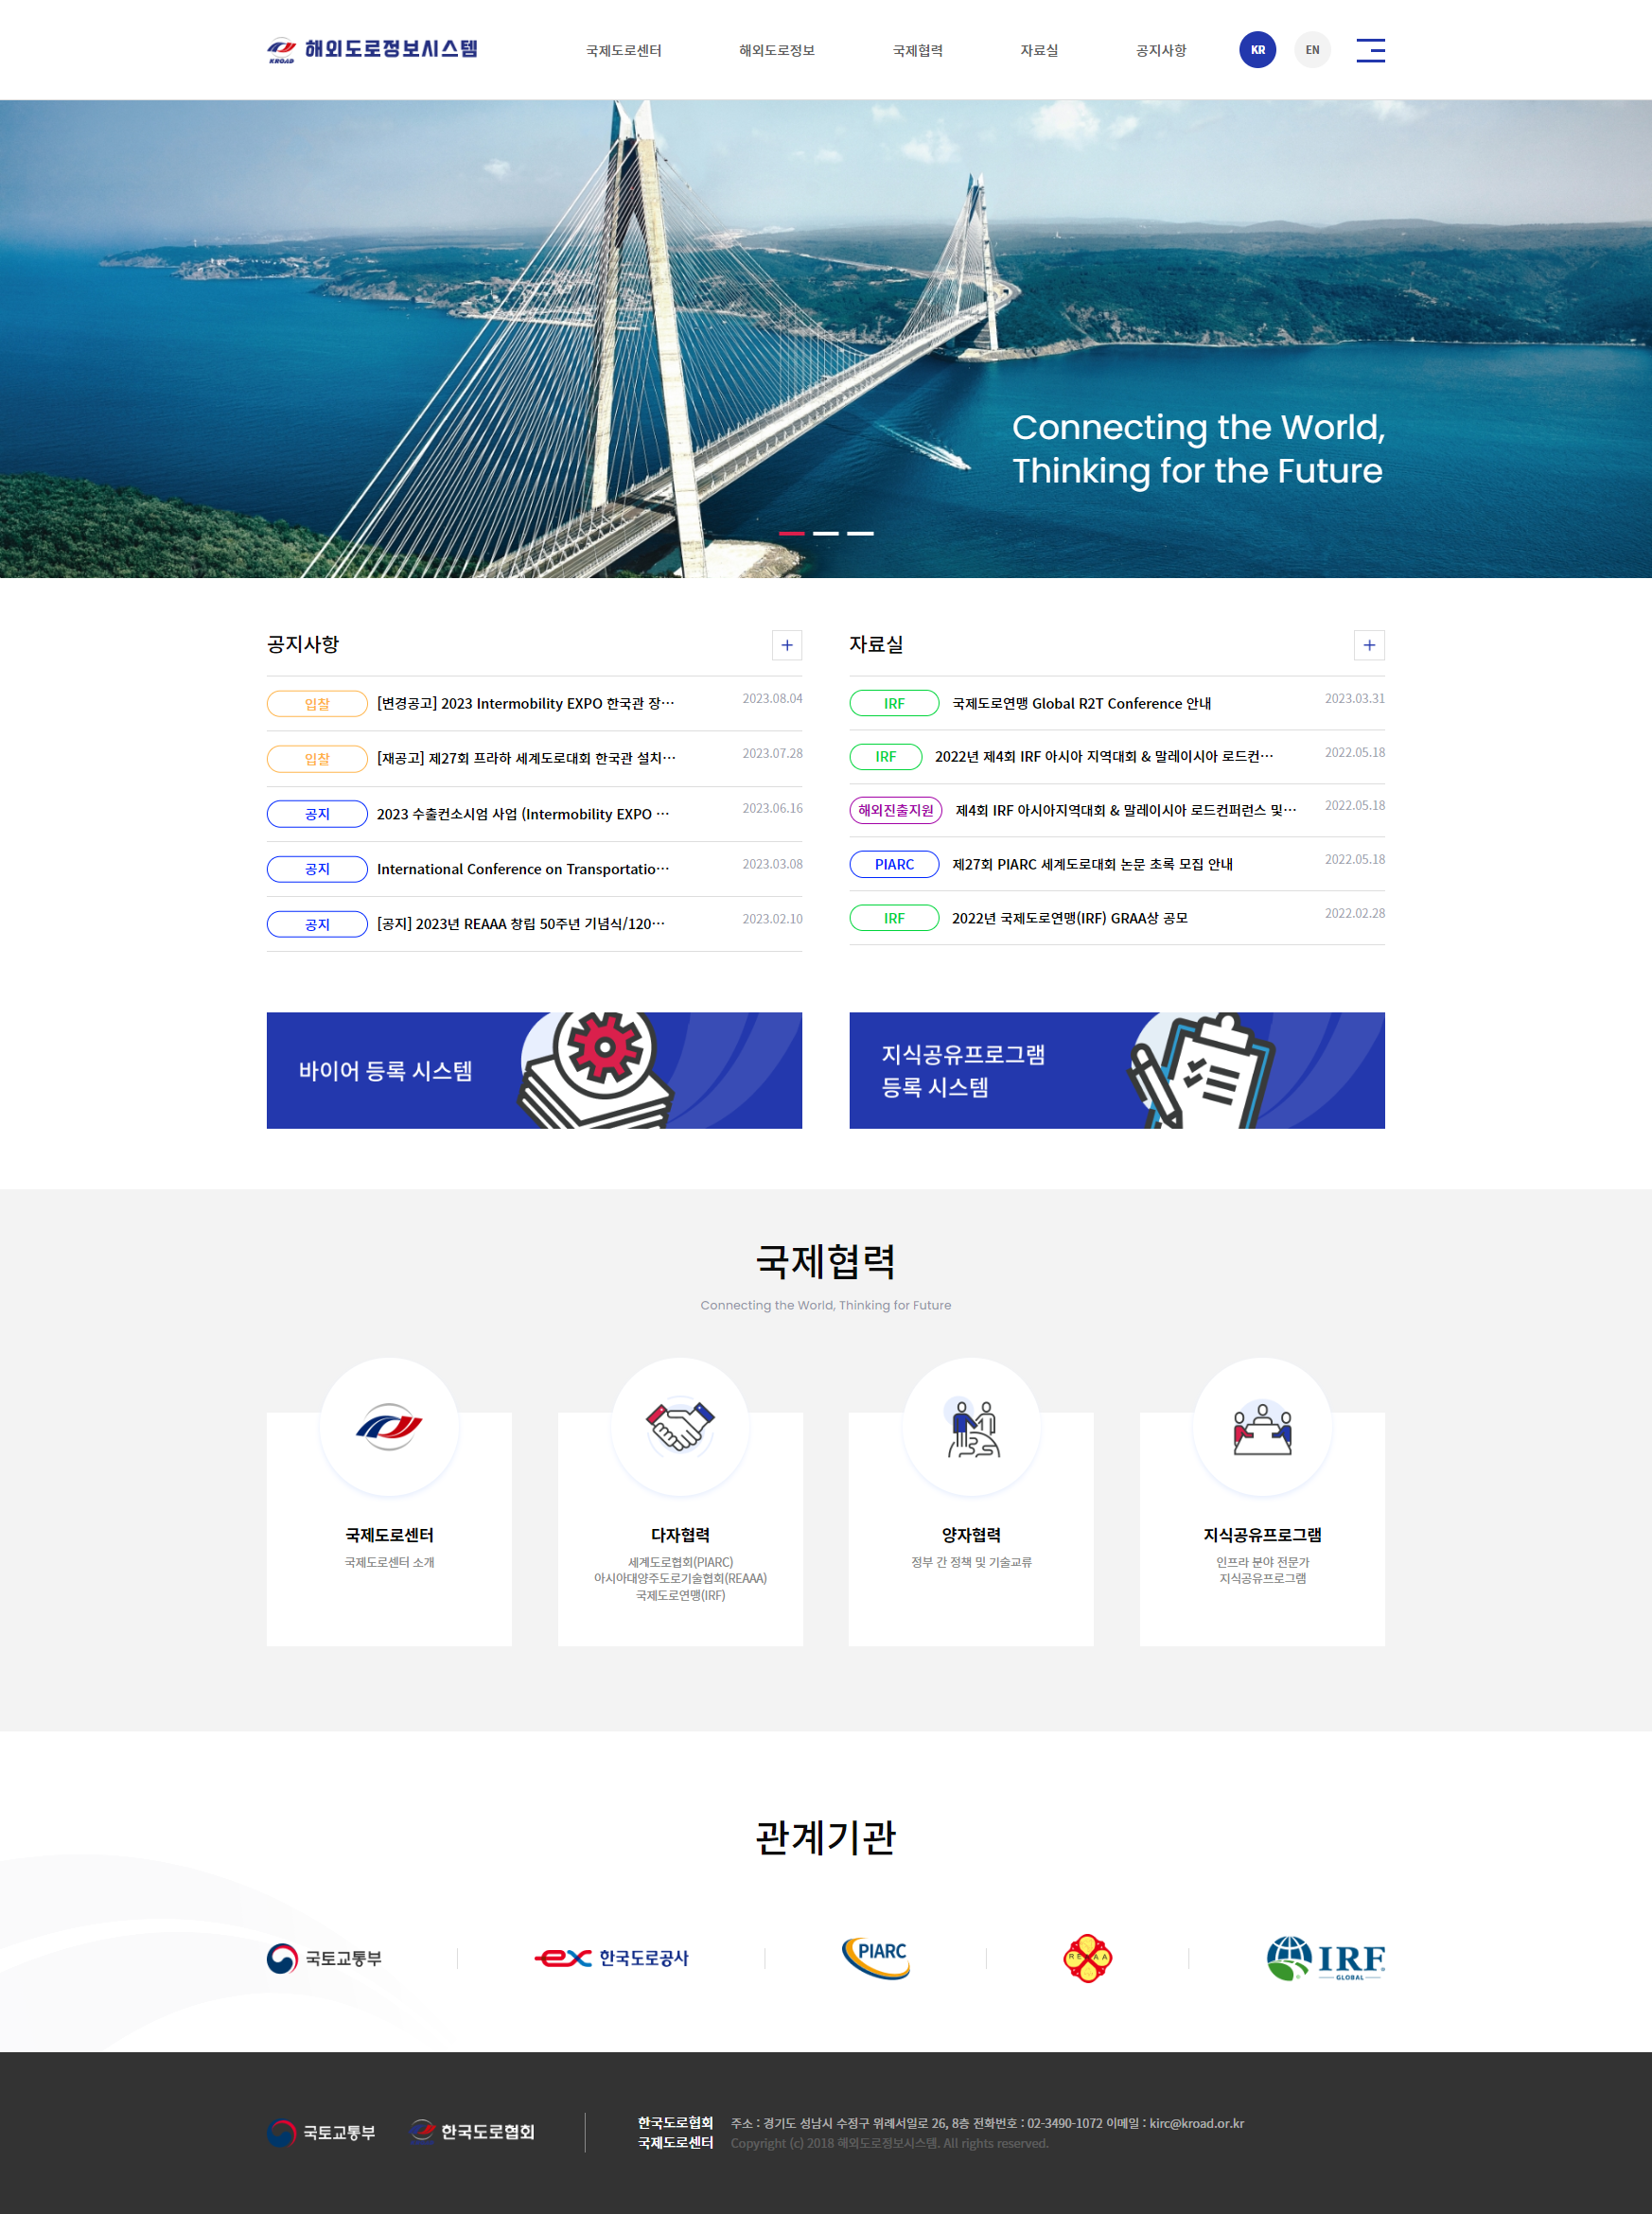 KROAD 해외도로정보시스템
국제도로센터 해외도로정보 국제협력 자료실 공지사항 KR EN
Connecting the World,
Thinking for the Future
공지사항
입찰 [변경공고] 2023 Intermobility EXPO 한국관 장… 2023.08.04
입찰 [재공고] 제27회 프라하 세계도로대회 한국관 설치… 2023.07.28
공지 2023 수출컨소시엄 사업 (Intermobility EXPO … 2023.06.16
공지 International Conference on Transportatio… 2023.03.08
공지 [공지] 2023년 REAAA 창립 50주년 기념식/120… 2023.02.10
자료실
IRF 국제도로연맹 Global R2T Conference 안내 2023.03.31
IRF 2022년 제4회 IRF 아시아 지역대회 & 말레이시아 로드컨… 2022.05.18
해외진출지원 제4회 IRF 아시아지역대회 & 말레이시아 로드컨퍼런스 및… 2022.05.18
PIARC 제27회 PIARC 세계도로대회 논문 초록 모집 안내 2022.05.18
IRF 2022년 국제도로연맹(IRF) GRAA상 공모 2022.02.28
바이어 등록 시스템
지식공유프로그램
등록 시스템
국제협력
Connecting the World, Thinking for Future
국제도로센터
국제도로센터 소개
다자협력
세계도로협회(PIARC)
아시아대양주도로기술협회(REAAA)
국제도로연맹(IRF)
양자협력
정부 간 정책 및 기술교류
지식공유프로그램
인프라 분야 전문가
지식공유프로그램
관계기관
국토교통부 ex 한국도로공사 PIARC REAAA IRF
GLOBAL
국토교통부 한국도로협회
한국도로협회 주소 : 경기도 성남시 수정구 위례서일로 26, 8층 전화번호 : 02-3490-1072 이메일 : kirc@kroad.or.kr
국제도로센터 Copyright (c) 2018 해외도로정보시스템. All rights reserved.